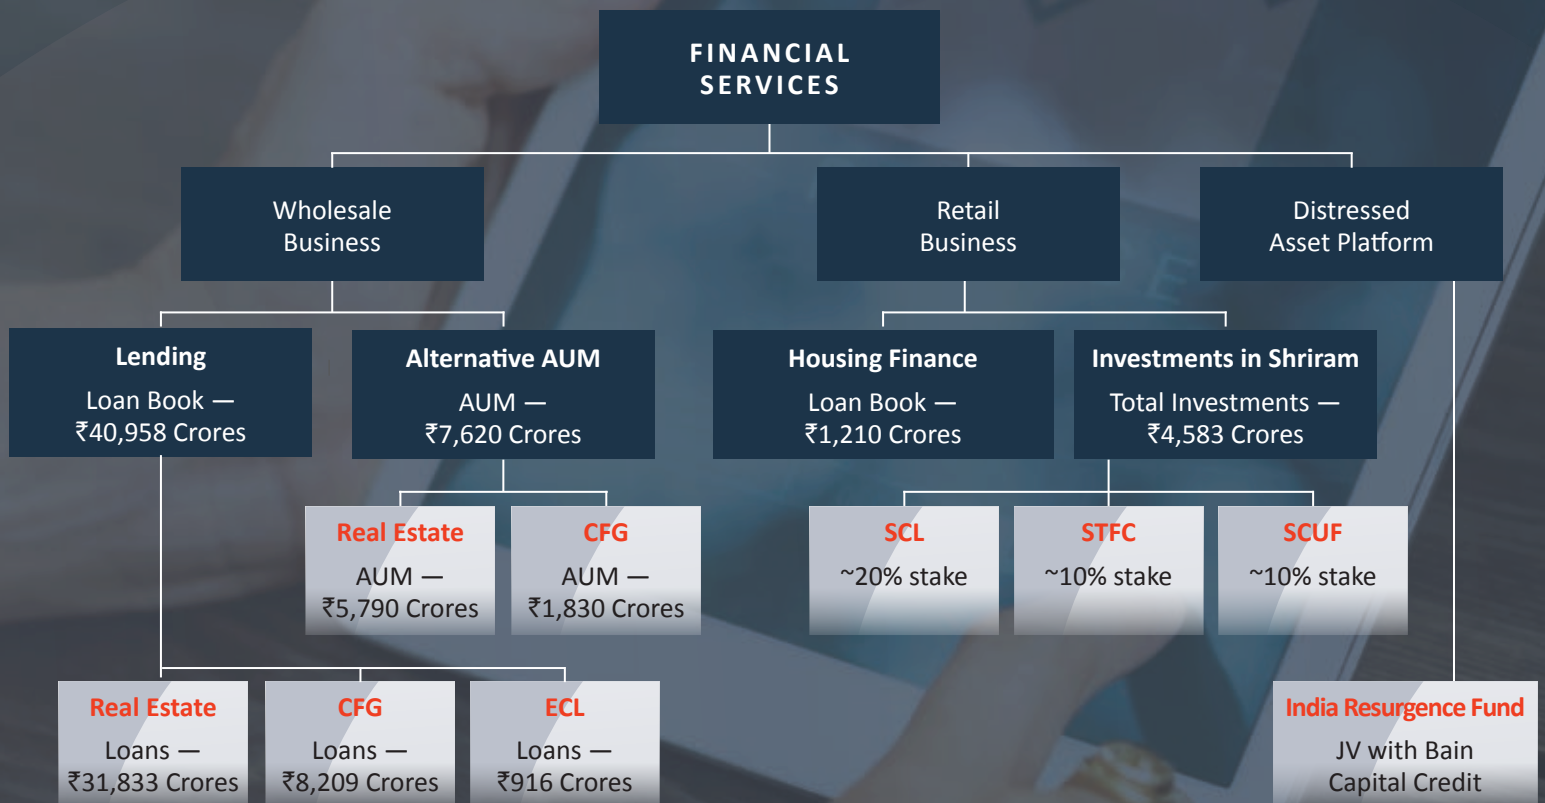 FINANCIAL
SERVICES
Wholesale
Business
Retail
Business
Distressed
Asset Platform
Lending
Loan Book —
₹40,958 Crores
Alternative AUM
AUM —
₹7,620 Crores
Housing Finance
Loan Book —
₹1,210 Crores
Investments in Shriram
Total Investments —
₹4,583 Crores
Real Estate
AUM —
₹5,790 Crores
CFG
AUM —
₹1,830 Crores
SCL
~20% stake
STFC
~10% stake
SCUF
~10% stake
Real Estate
Loans —
₹31,833 Crores
CFG
Loans —
₹8,209 Crores
ECL
Loans —
₹916 Crores
India Resurgence Fund
JV with Bain
Capital Credit